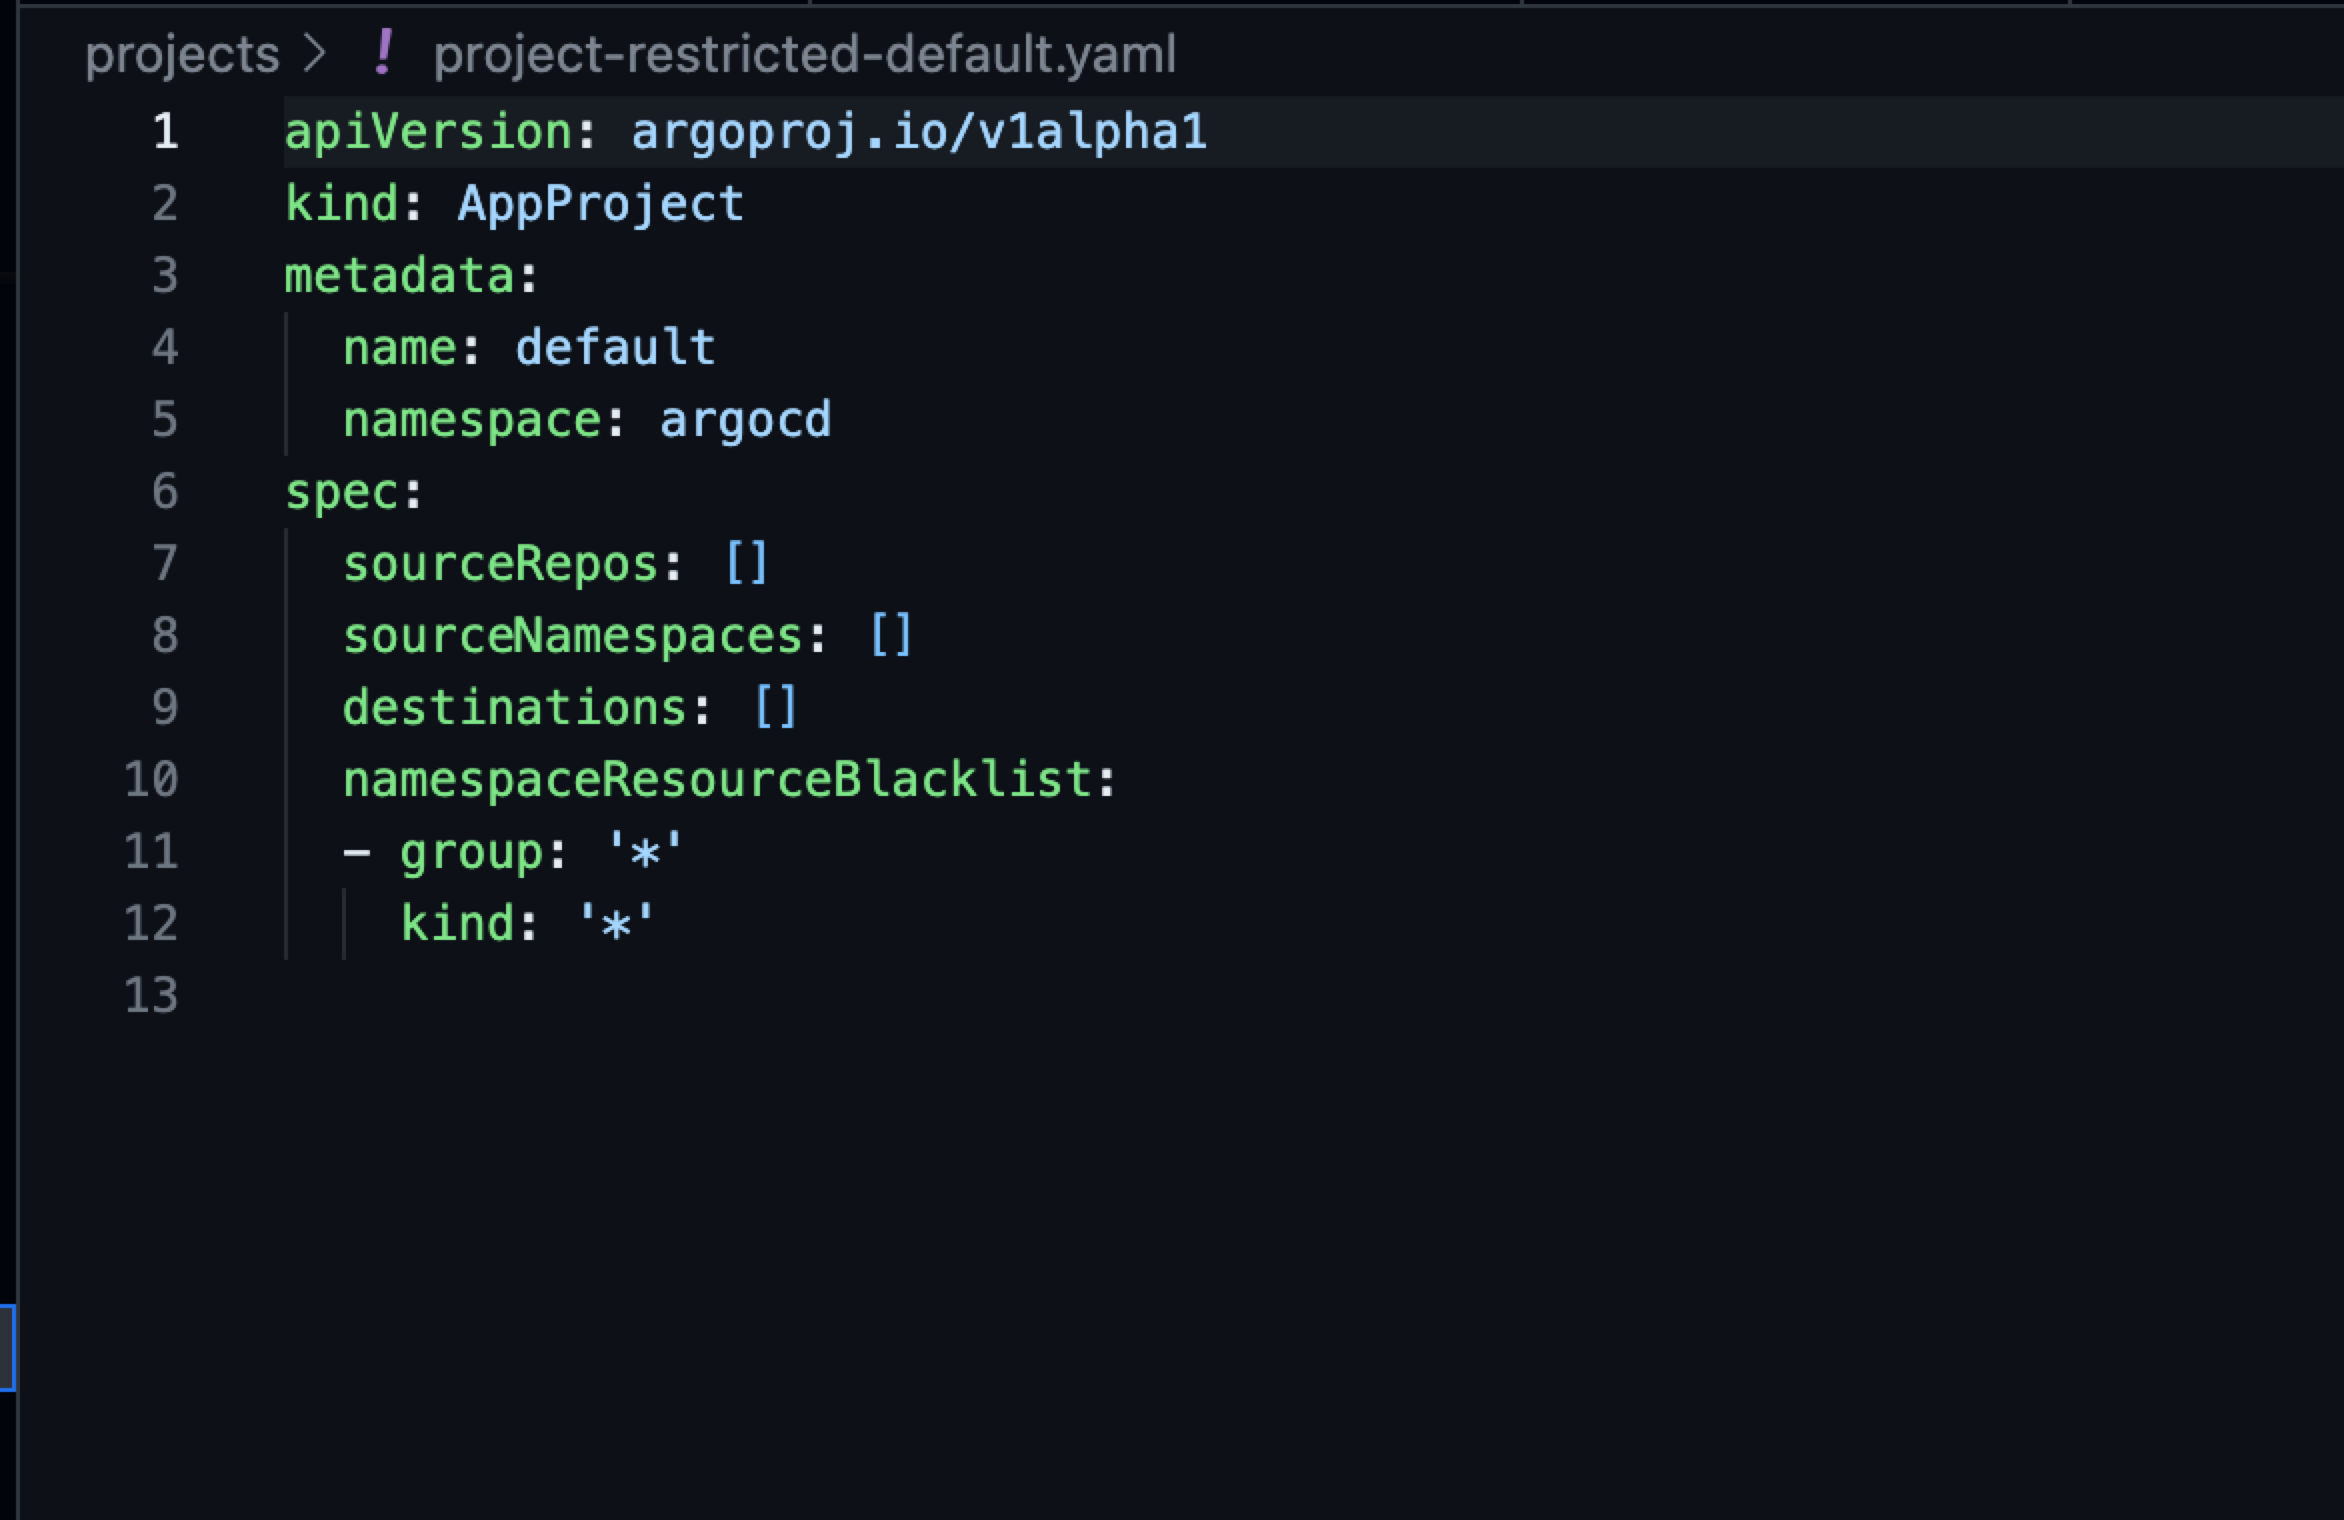 projects > ! project-restricted-default.yaml
1 apiVersion: argoproj.io/v1alpha1
2 kind: AppProject
3 metadata:
4   name: default
5   namespace: argocd
6 spec:
7   sourceRepos: []
8   sourceNamespaces: []
9   destinations: []
10   namespaceResourceBlacklist:
11   - group: '*'
12     kind: '*'
13